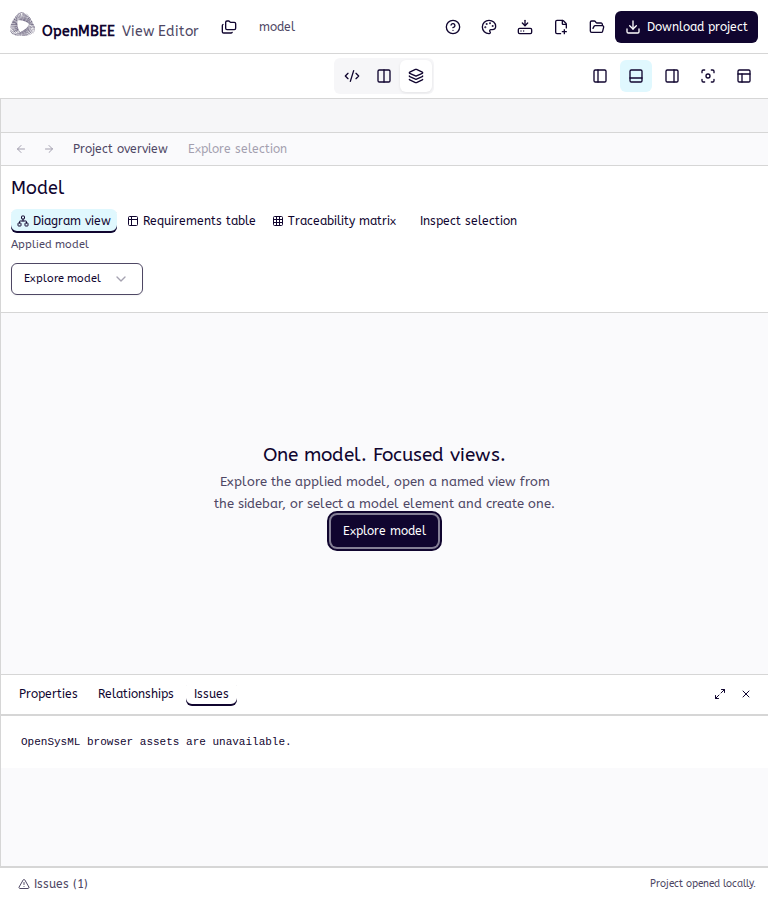 OpenMBEE View Editor model Download project
Project overview Explore selection
Model
Diagram view Requirements table Traceability matrix Inspect selection
Applied model
Explore model
One model. Focused views.
Explore the applied model, open a named view from
the sidebar, or select a model element and create one.
Explore model
Properties Relationships Issues
OpenSysML browser assets are unavailable.
Issues (1) Project opened locally.